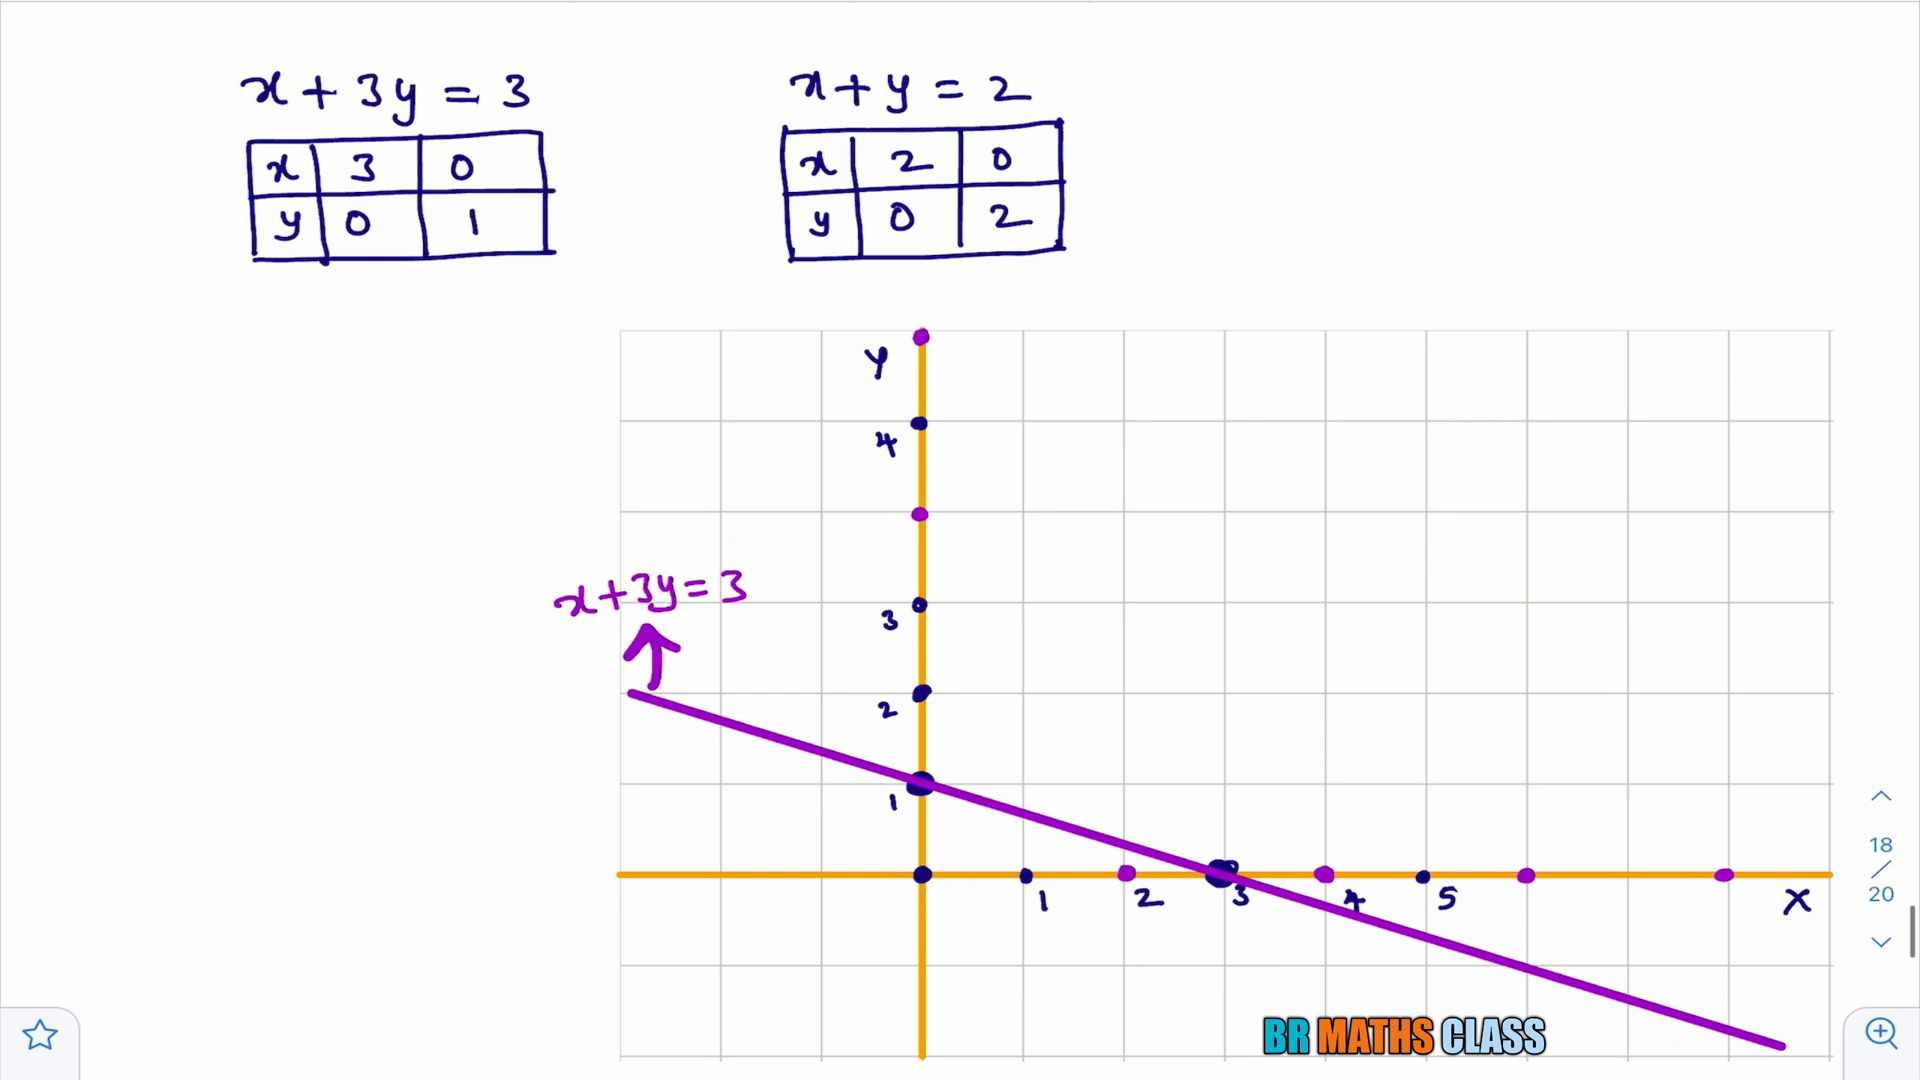 x + 3y = 3
x + y = 2
x 3 0
y 0 1
x 2 0
y 0 2
Y
4
x+3y=3
3
2
1
1 2 3 4 5 X
18
/
20
BR MATHS CLASS